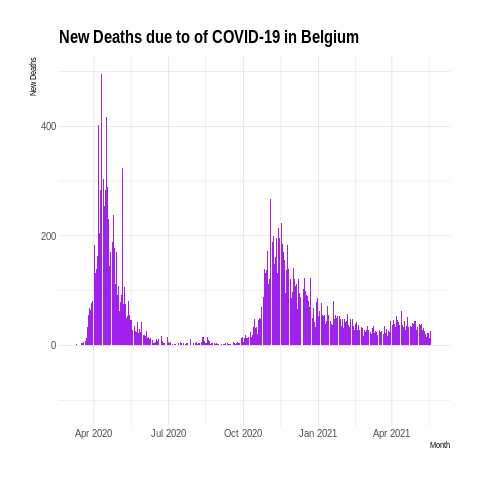 New Deaths due to of COVID-19 in Belgium
New Deaths
400
200
0
Apr 2020 Jul 2020 Oct 2020 Jan 2021 Apr 2021
Month